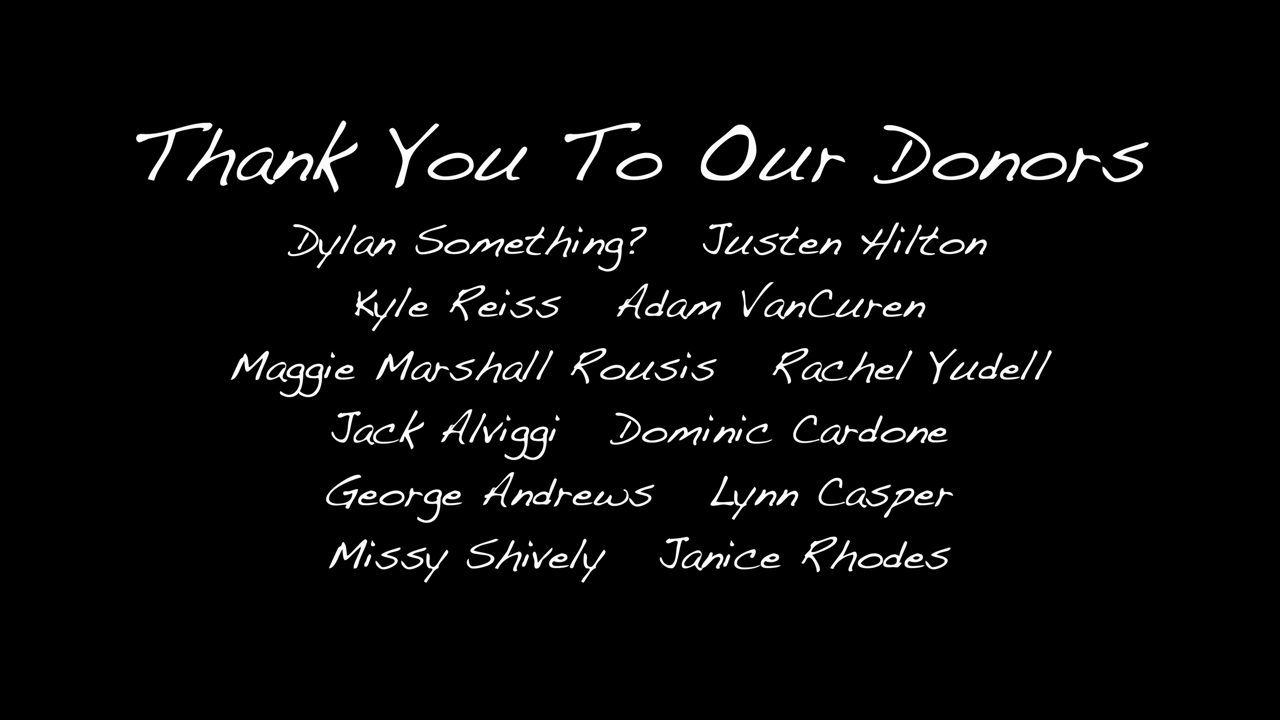 Thank You To Our Donors
Dylan Something? Justen Hilton
Kyle Reiss Adam VanCuren
Maggie Marshall Rousis Rachel Yudell
Jack Alviggi Dominic Cardone
George Andrews Lynn Casper
Missy Shively Janice Rhodes